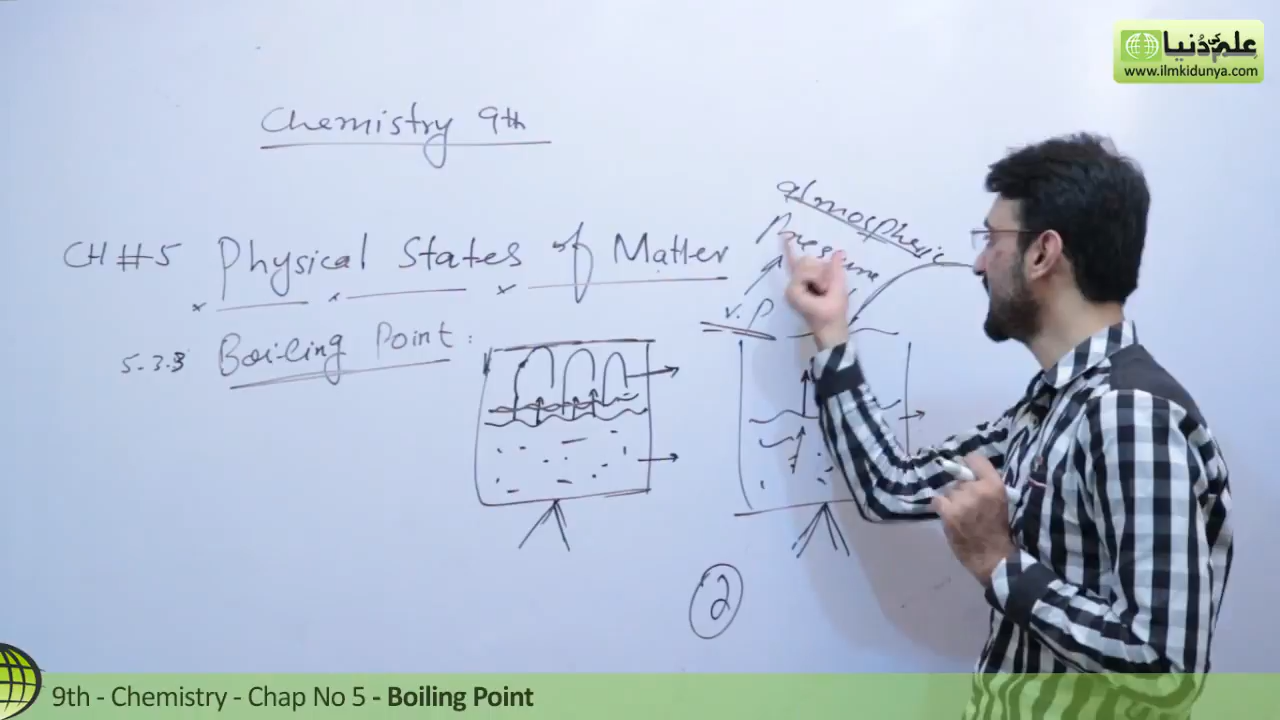 علم کی دُنیا
www.ilmkidunya.com
Chemistry 9th
CH#5 Physical States of Matter
5.3.3 Boiling Point:
atmospheric
Pressure
v.p
2
9th - Chemistry - Chap No 5 - Boiling Point